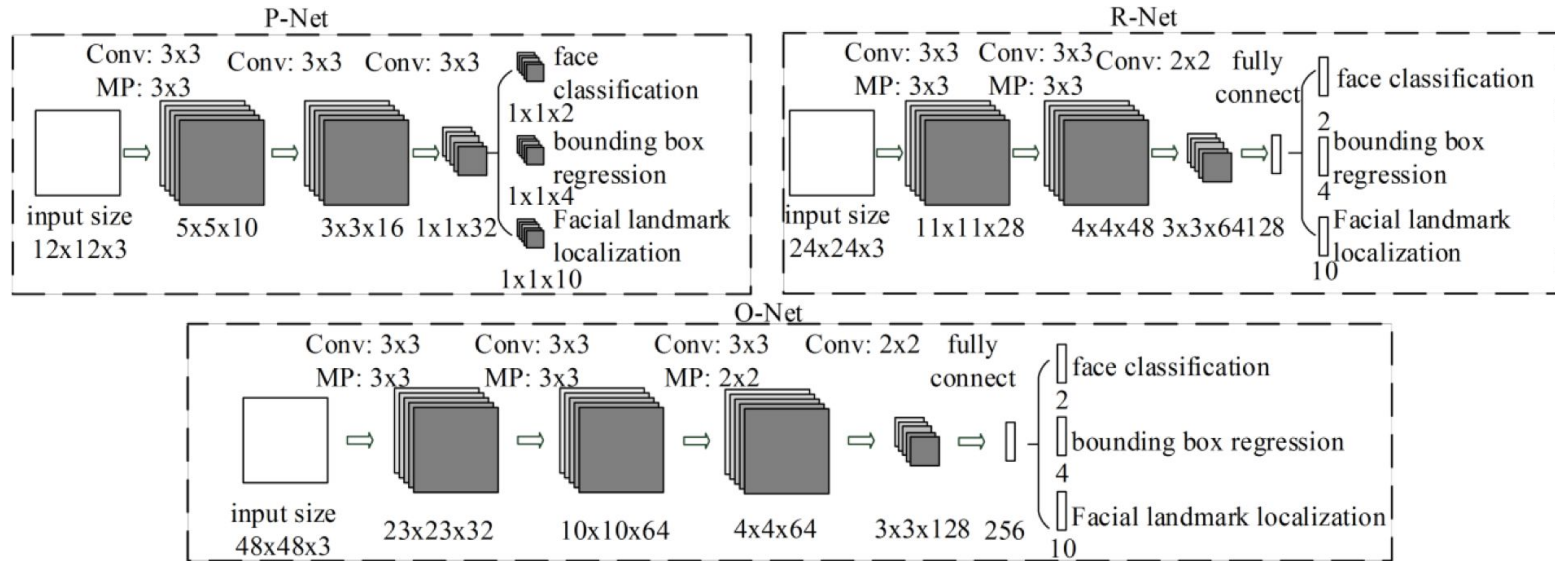 P-Net
Conv: 3x3
MP: 3x3
Conv: 3x3
Conv: 3x3
face
classification
1x1x2
bounding box
regression
1x1x4
Facial landmark
localization
1x1x10
input size
12x12x3
5x5x10
3x3x16
1x1x32
R-Net
Conv: 3x3
MP: 3x3
Conv: 3x3
MP: 3x3
Conv: 2x2
fully
connect
face classification
2
bounding box
regression
4
Facial landmark
localization
10
input size
24x24x3
11x11x28
4x4x48
3x3x64
128
O-Net
Conv: 3x3
MP: 3x3
Conv: 3x3
MP: 3x3
Conv: 3x3
MP: 2x2
Conv: 2x2
fully
connect
face classification
2
bounding box regression
4
Facial landmark localization
10
input size
48x48x3
23x23x32
10x10x64
4x4x64
3x3x128
256